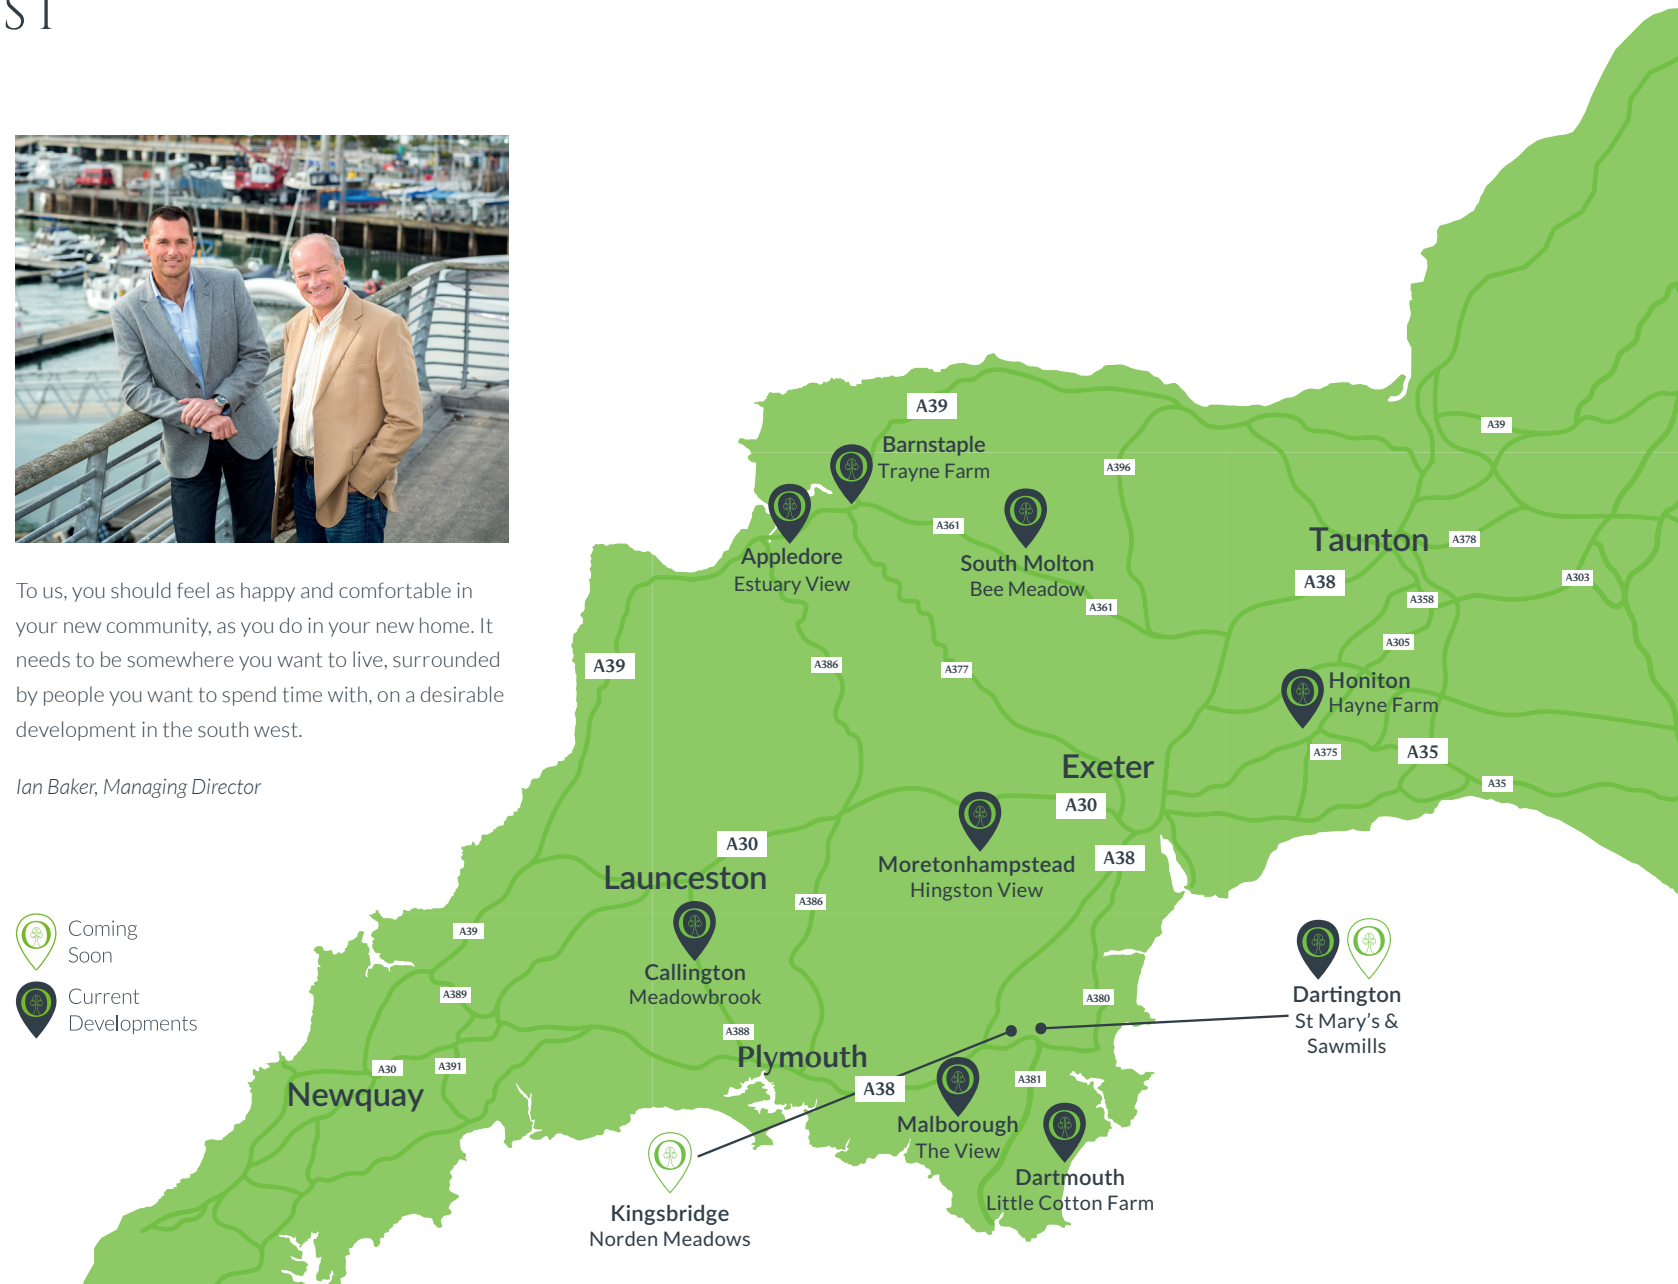 ST
To us, you should feel as happy and comfortable in
your new community, as you do in your new home. It
needs to be somewhere you want to live, surrounded
by people you want to spend time with, on a desirable
development in the south west.
Ian Baker, Managing Director
Coming
Soon
Current
Developments
A39
Barnstaple
Trayne Farm
A39
A396
A361
Appledore
Estuary View
South Molton
Bee Meadow
A361
Taunton
A378
A38
A303
A358
A305
A39
A386
A377
Honiton
Hayne Farm
A375
A35
A35
Exeter
A30
A30
Launceston
Moretonhampstead
Hingston View
A38
A386
A39
Callington
Meadowbrook
A389
A388
A380
Dartington
St Mary's &
Sawmills
Plymouth
A30
A391
Newquay
A38
A381
Malborough
The View
Dartmouth
Little Cotton Farm
Kingsbridge
Norden Meadows